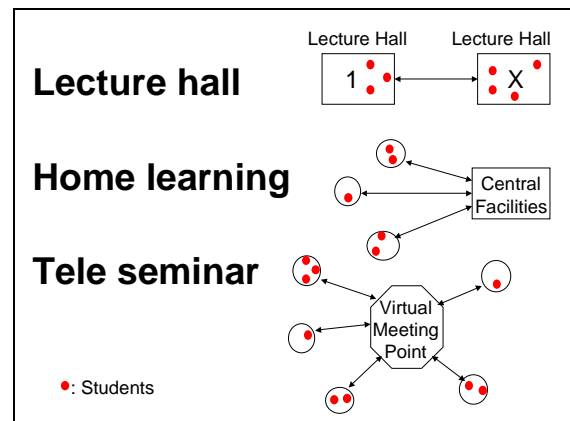 Lecture Hall Lecture Hall
Lecture hall
1 X
Home learning
Central
Facilities
Tele seminar
Virtual
Meeting
Point
: Students